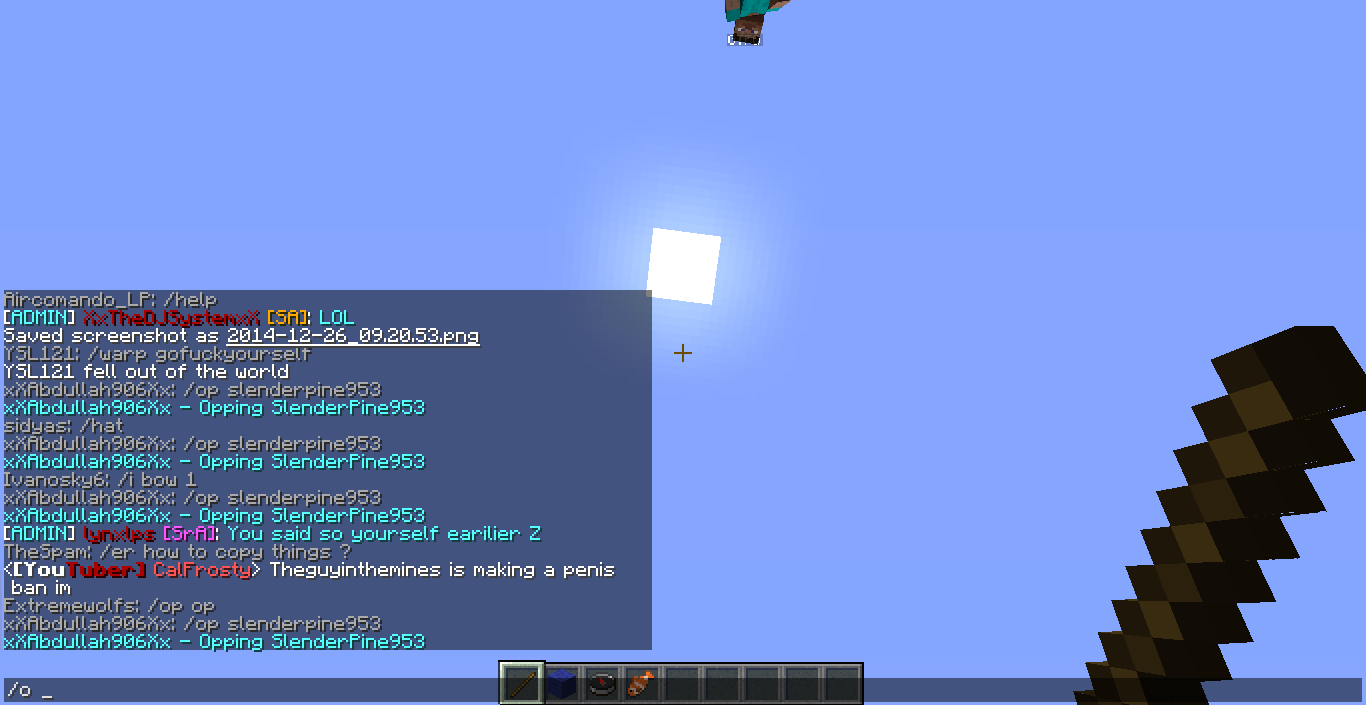 Aircomando_LP: /help
[ADMIN] XxTheDJSystemxX [SA]: LOL
Saved screenshot as 2014-12-26_09.20.53.png
YSL121: /warp gofuckyourself
YSL121 fell out of the world
xXAbdullah906Xx: /op slenderpine953
xXAbdullah906Xx - Opping SlenderPine953
sidyas: /hat
xXAbdullah906Xx: /op slenderpine953
xXAbdullah906Xx - Opping SlenderPine953
Ivanosky6: /i bow 1
xXAbdullah906Xx: /op slenderpine953
xXAbdullah906Xx - Opping SlenderPine953
[ADMIN] lynxlps [SrA]: You said so yourself earilier Z
TheSpam: /er how to copy things ?
<[YouTuber] CalFrosty> Theguyinthemines is making a penis
ban im
Extremewolfs: /op op
xXAbdullah906Xx: /op slenderpine953
xXAbdullah906Xx - Opping SlenderPine953
/o _